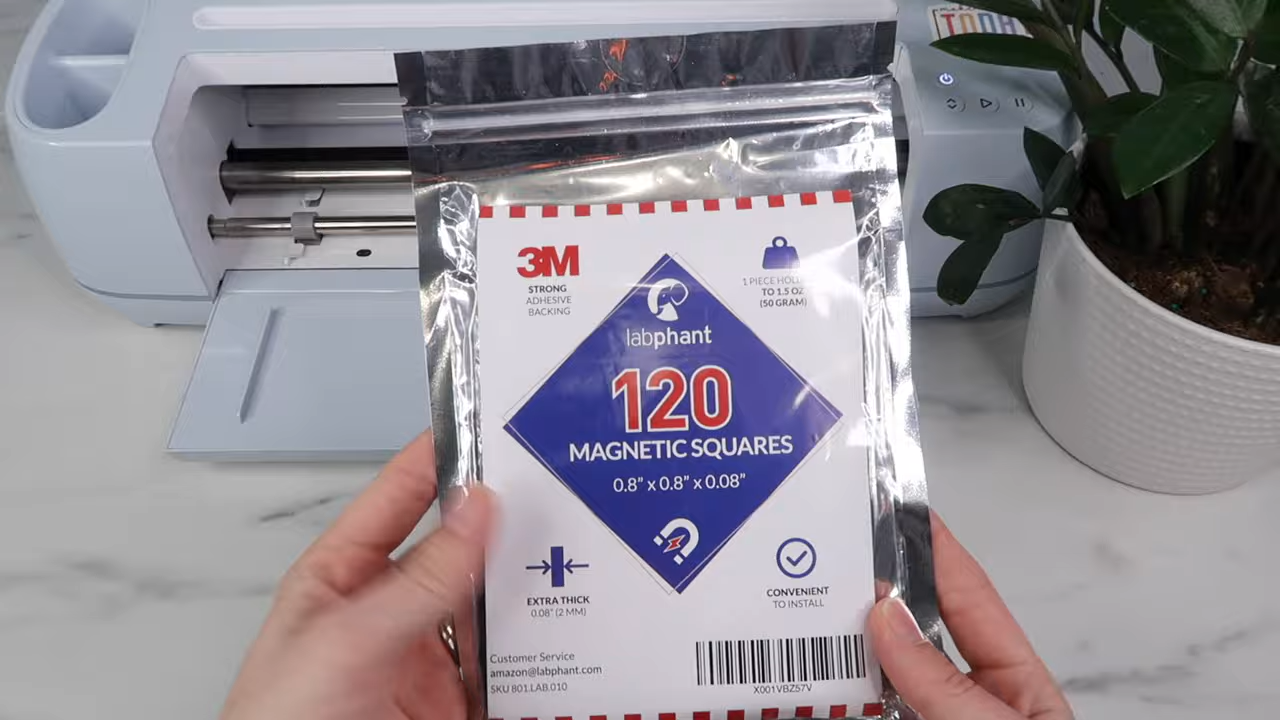 3M
STRONG
ADHESIVE
BACKING
1 PIECE
TO 1.5 OZ
(50 GRAM)
labphant
120
MAGNETIC SQUARES
0.8" x 0.8" x 0.08"
EXTRA THICK
0.08" (2 MM)
CONVENIENT
TO INSTALL
Customer Service
amazon@labphant.com
SKU 801.LAB.010
X001VBZ57V